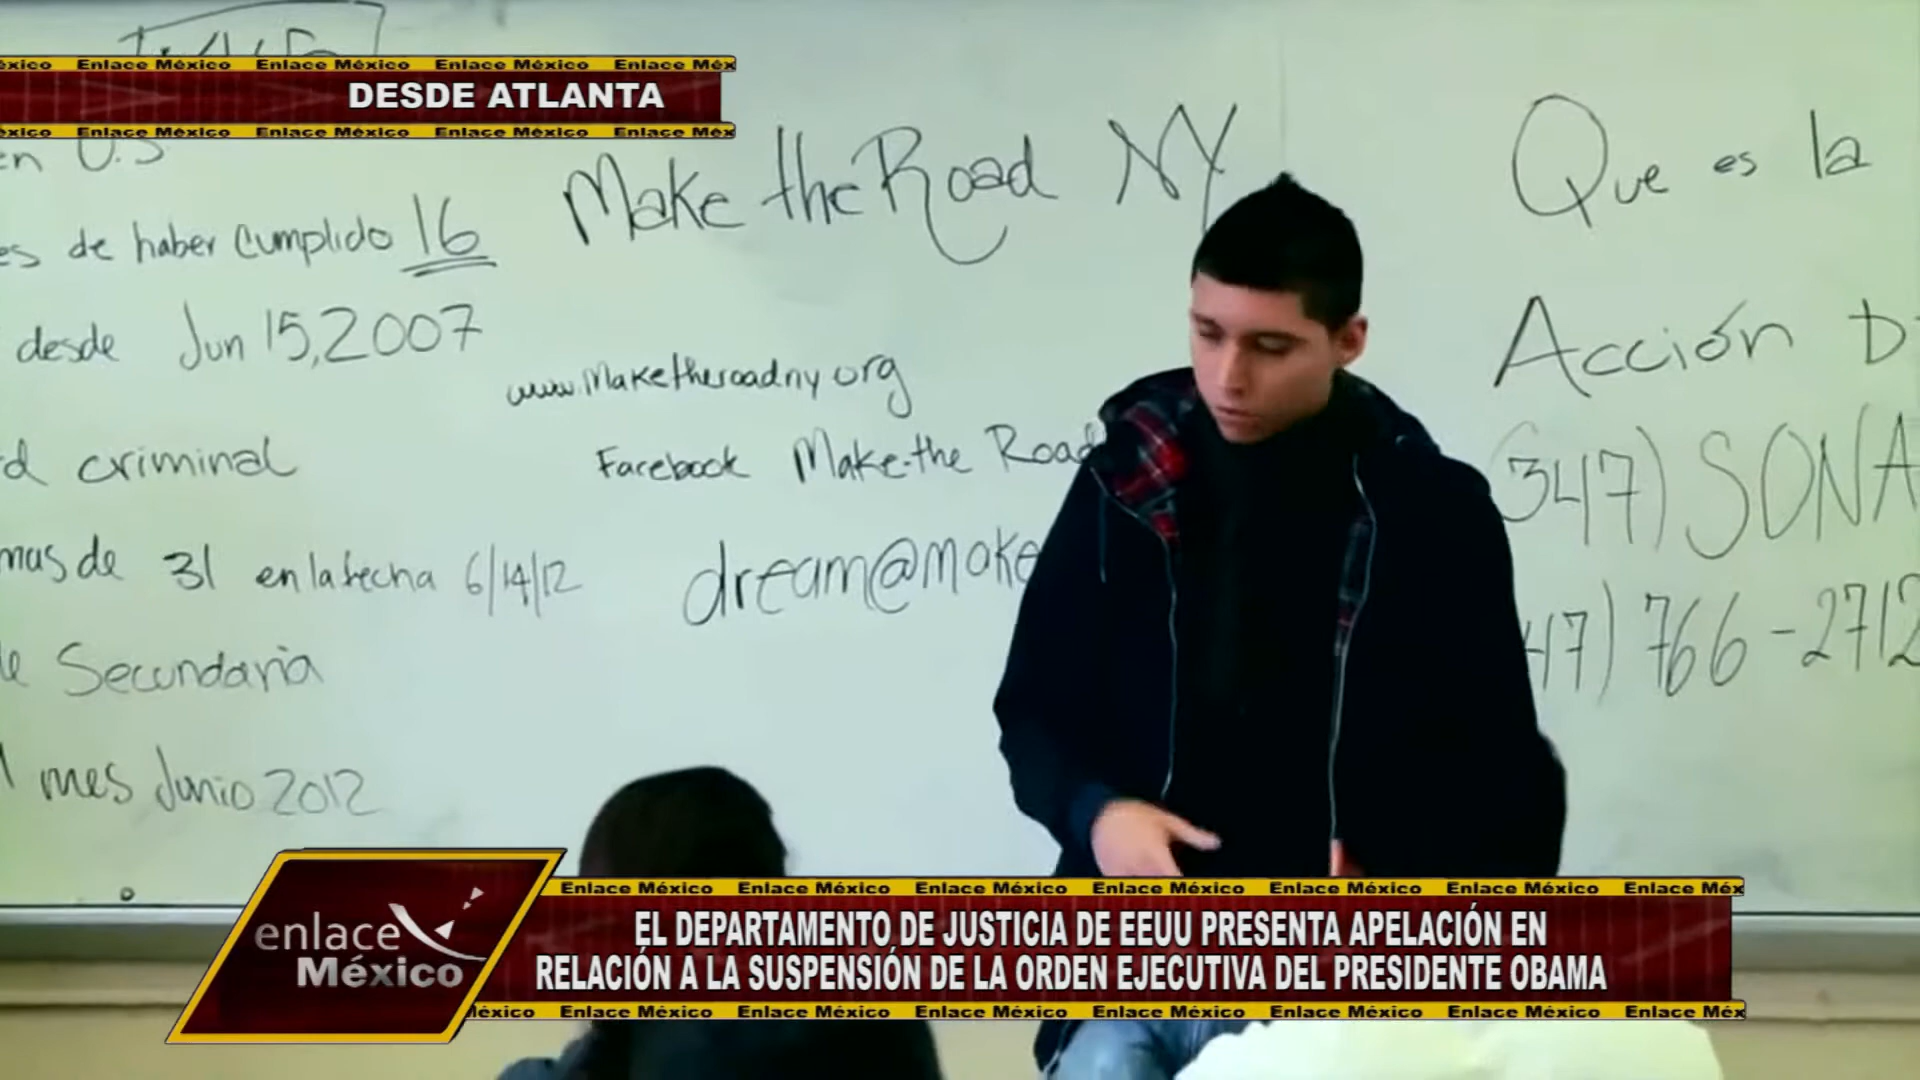 Enlace México Enlace México Enlace México
DESDE ATLANTA
Enlace México Enlace México Enlace México
en U.S
de haber cumplido 16
desde Jun 15, 2007
criminal
mas de 31 en la fecha 6/14/12
Secundaria
mes Junio 2012
Make the Road NY
www.Maketheroadny.org
Facebook Make the Road
dream@make
Que es la
Acción D
(347) SONA
47) 766-2712
Enlace México Enlace México Enlace México Enlace México Enlace México Enlace México
enlace
México
EL DEPARTAMENTO DE JUSTICIA DE EEUU PRESENTA APELACIÓN EN
RELACIÓN A LA SUSPENSIÓN DE LA ORDEN EJECUTIVA DEL PRESIDENTE OBAMA
México Enlace México Enlace México Enlace México Enlace México Enlace México Enlace México